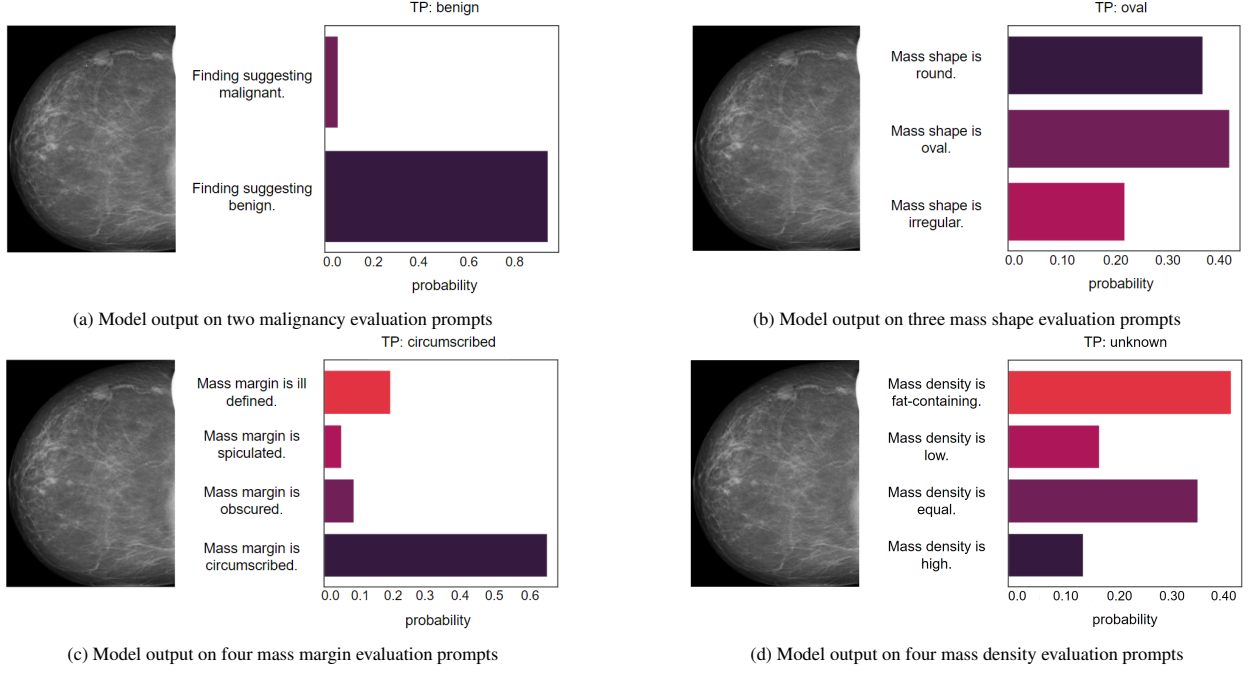 TP: benign
Finding suggesting
malignant.
Finding suggesting
benign.
0.0 0.2 0.4 0.6 0.8
probability
(a) Model output on two malignancy evaluation prompts
TP: oval
Mass shape is
round.
Mass shape is
oval.
Mass shape is
irregular.
0.0 0.10 0.20 0.30 0.40
probability
(b) Model output on three mass shape evaluation prompts
TP: circumscribed
Mass margin is ill
defined.
Mass margin is
spiculated.
Mass margin is
obscured.
Mass margin is
circumscribed.
0.0 0.1 0.2 0.3 0.4 0.5 0.6
probability
(c) Model output on four mass margin evaluation prompts
TP: unknown
Mass density is
fat-containing.
Mass density is
low.
Mass density is
equal.
Mass density is
high.
0.0 0.10 0.20 0.30 0.40
probability
(d) Model output on four mass density evaluation prompts